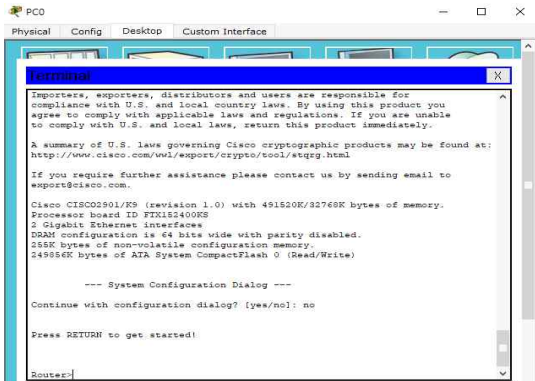 PC0
Physical Config Desktop Custom Interface
Terminal
X
Importers, exporters, distributors and users are responsible for
compliance with U.S. and local country laws. By using this product you
agree to comply with applicable laws and regulations. If you are unable
to comply with U.S. and local laws, return this product immediately.
A summary of U.S. laws governing Cisco cryptographic products may be found at:
http://www.cisco.com/wwl/export/crypto/tool/stqrg.html
If you require further assistance please contact us by sending email to
export@cisco.com.
Cisco CISCO2901/K9 (revision 1.0) with 491520K/32768K bytes of memory.
Processor board ID FTX152400KS
2 Gigabit Ethernet interfaces
DRAM configuration is 64 bits wide with parity disabled.
255K bytes of non-volatile configuration memory.
249856K bytes of ATA System CompactFlash 0 (Read/Write)
--- System Configuration Dialog ---
Continue with configuration dialog? [yes/no]: no
Press RETURN to get started!
Router>